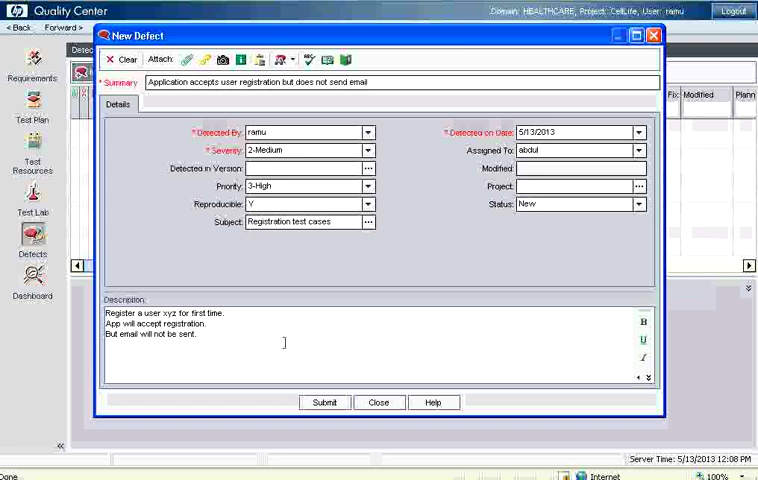 hp Quality Center
Domain: HEALTHCARE, Project: CellLife, User: ramu
Logout
< Back
Forward >
New Defect
Clear
Attach:
* Summary: Application accepts user registration but does not send email
Details
* Detected By: ramu
* Detected on Date: 5/13/2013
* Severity: 2-Medium
Assigned To: abdul
Detected in Version:
Modified:
Priority: 3-High
Project:
Reproducible: Y
Status: New
Subject: Registration test cases
Description:
Register a user xyz for first time.
App will accept registration.
But email will not be sent.
B
U
I
Submit
Close
Help
Requirements
Test Plan
Test
Resources
Test Lab
Defects
Dashboard
Modified
Server Time: 5/13/2013 12:08 PM
Done
Internet
100%